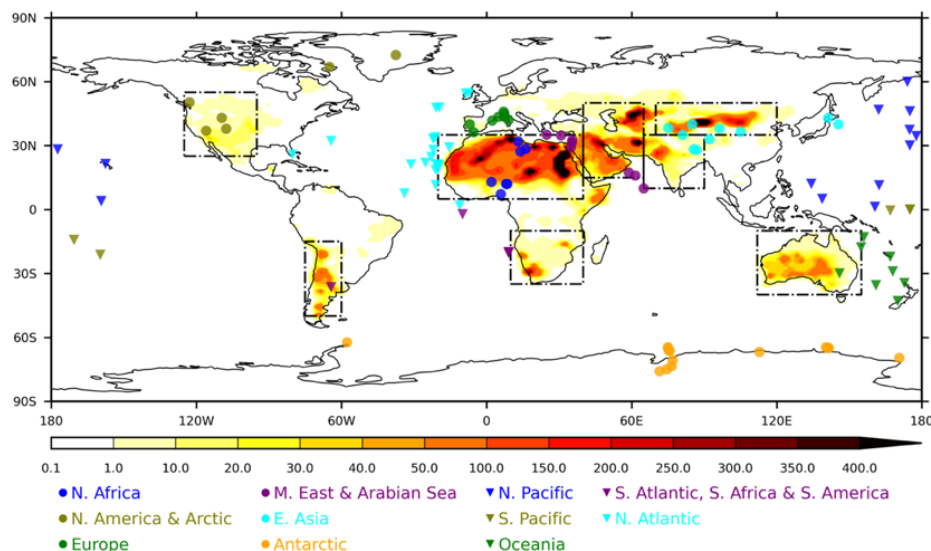 90N
60N
30N
0
30S
60S
90S
180 120W 60W 0 60E 120E 180
0.1 1.0 10.0 20.0 30.0 40.0 50.0 100.0 150.0 200.0 250.0 300.0 350.0 400.0
N. Africa M. East & Arabian Sea N. Pacific S. Atlantic, S. Africa & S. America
N. America & Arctic E. Asia S. Pacific N. Atlantic
Europe Antarctic Oceania